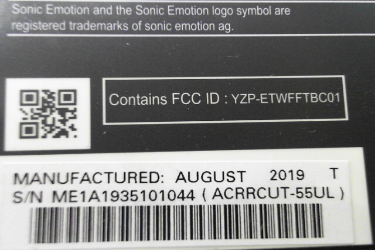 Sonic Emotion and the Sonic Emotion logo symbol are
registered trademarks of sonic emotion ag.
Contains FCC ID : YZP-ETWFFTBC01
MANUFACTURED: AUGUST 2019 T
S/N ME1A1935101044 ( ACRRCUT-55UL )